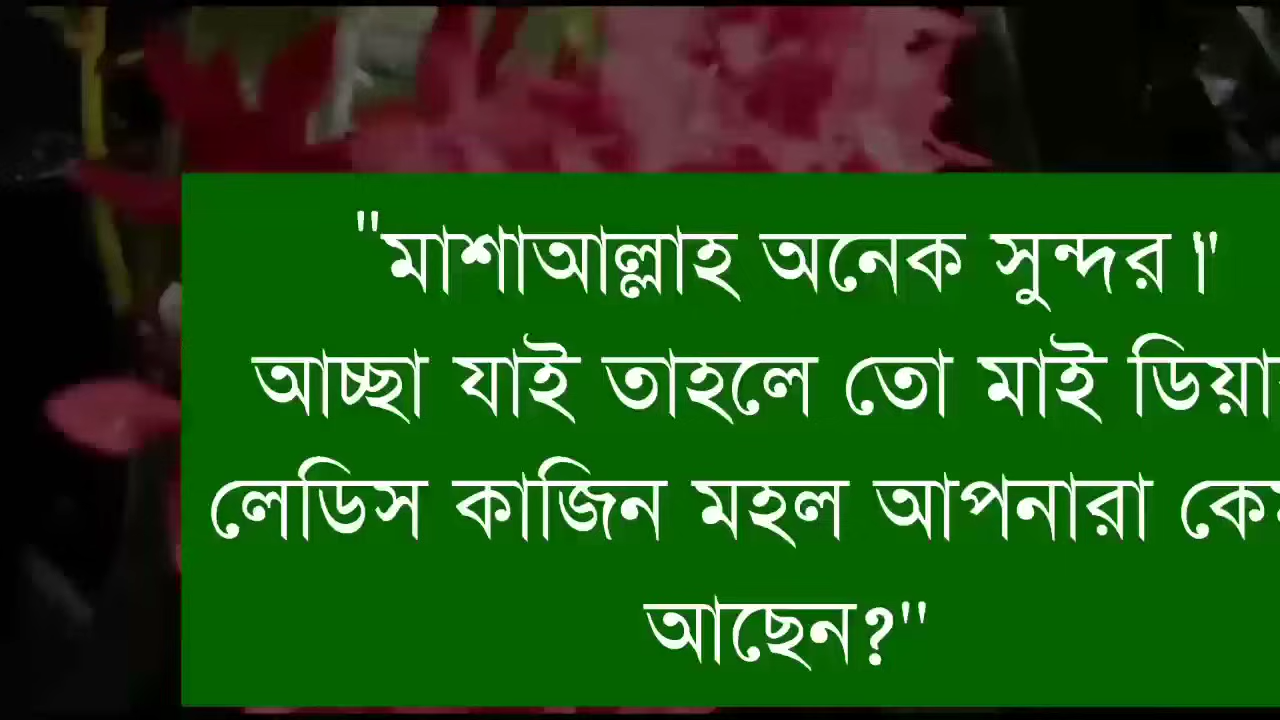 "মাশাআল্লাহ অনেক সুন্দর।"
আচ্ছা যাই তাহলে তো মাই
লেডিস কাজিন মহল আপনারা
আছেন?"